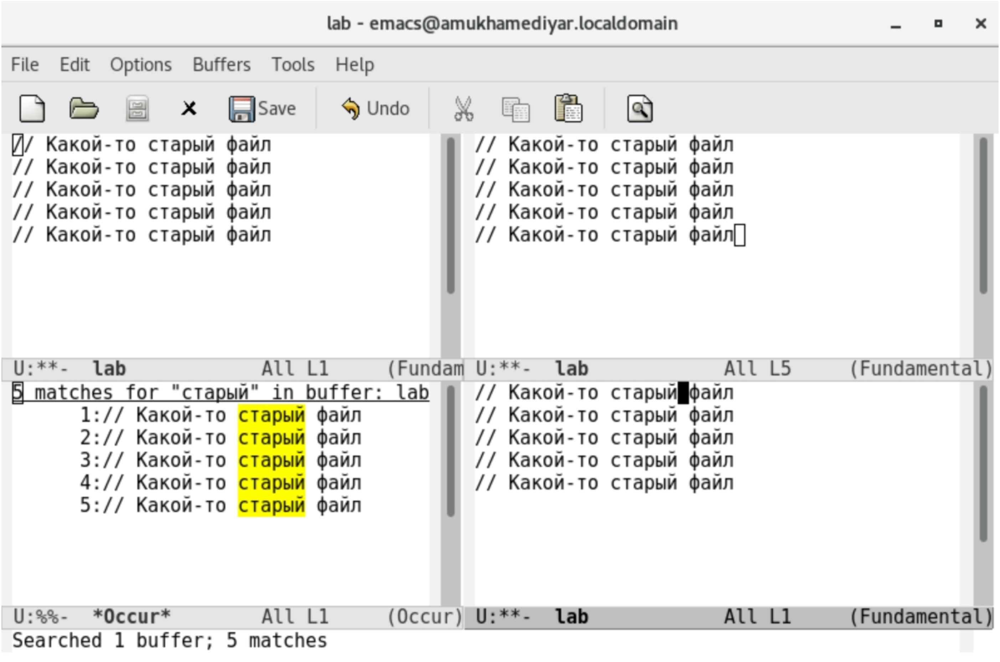 lab - emacs@amukhamediyar.localdomain
File Edit Options Buffers Tools Help
Save Undo
// Какой-то старый файл
// Какой-то старый файл
// Какой-то старый файл
// Какой-то старый файл
// Какой-то старый файл
U:**- lab All L1 (Fundam
// Какой-то старый файл
// Какой-то старый файл
// Какой-то старый файл
// Какой-то старый файл
// Какой-то старый файл
U:**- lab All L5 (Fundamental)
5 matches for "старый" in buffer: lab
1:// Какой-то старый файл
2:// Какой-то старый файл
3:// Какой-то старый файл
4:// Какой-то старый файл
5:// Какой-то старый файл
U:%%- *Occur* All L1 (Occur)
// Какой-то старый файл
// Какой-то старый файл
// Какой-то старый файл
// Какой-то старый файл
// Какой-то старый файл
U:**- lab All L1 (Fundamental)
Searched 1 buffer; 5 matches